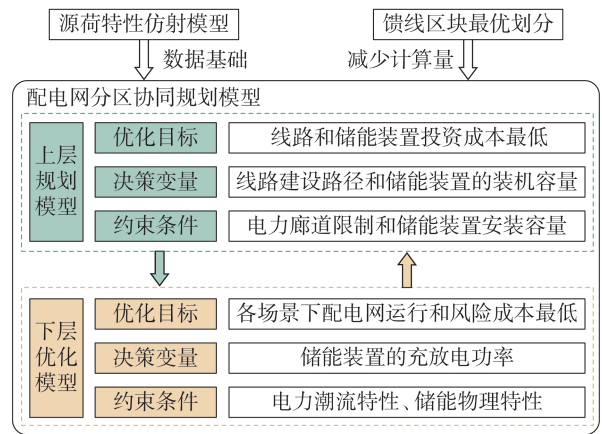 源荷特性仿射模型
馈线区块最优划分
数据基础
减少计算量
配电网分区协同规划模型
上层
规划
模型
优化目标
线路和储能装置投资成本最低
决策变量
线路建设路径和储能装置的装机容量
约束条件
电力廊道限制和储能装置安装容量
下层
优化
模型
优化目标
各场景下配电网运行和风险成本最低
决策变量
储能装置的充放电功率
约束条件
电力潮流特性、储能物理特性